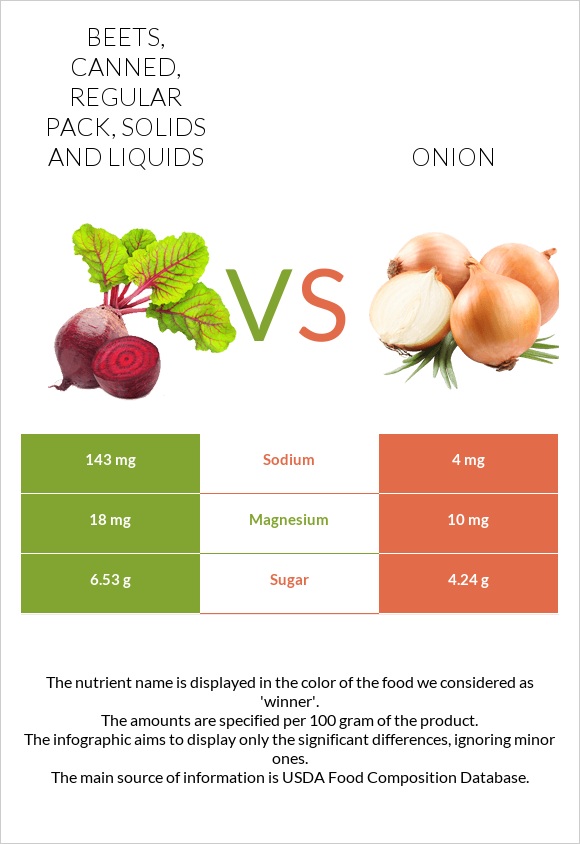 BEETS,
CANNED,
REGULAR
PACK, SOLIDS
AND LIQUIDS
ONION
VS
143 mg Sodium 4 mg
18 mg Magnesium 10 mg
6.53 g Sugar 4.24 g
The nutrient name is displayed in the color of the food we considered as
'winner'.
The amounts are specified per 100 gram of the product.
The infographic aims to display only the significant differences, ignoring minor
ones.
The main source of information is USDA Food Composition Database.